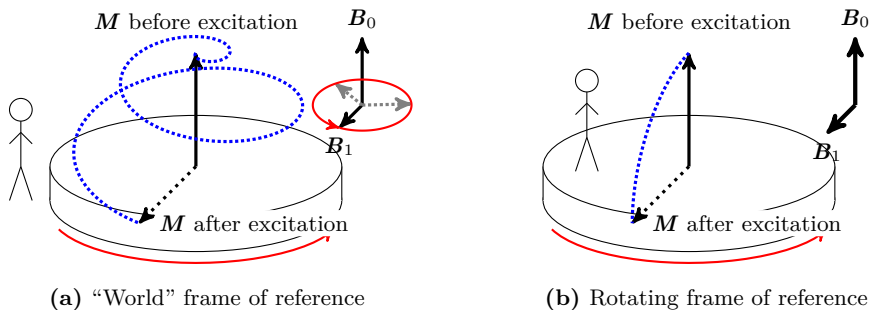 M before excitation
B0
B1
M after excitation
(a) “World” frame of reference
M before excitation
B0
B1
M after excitation
(b) Rotating frame of reference